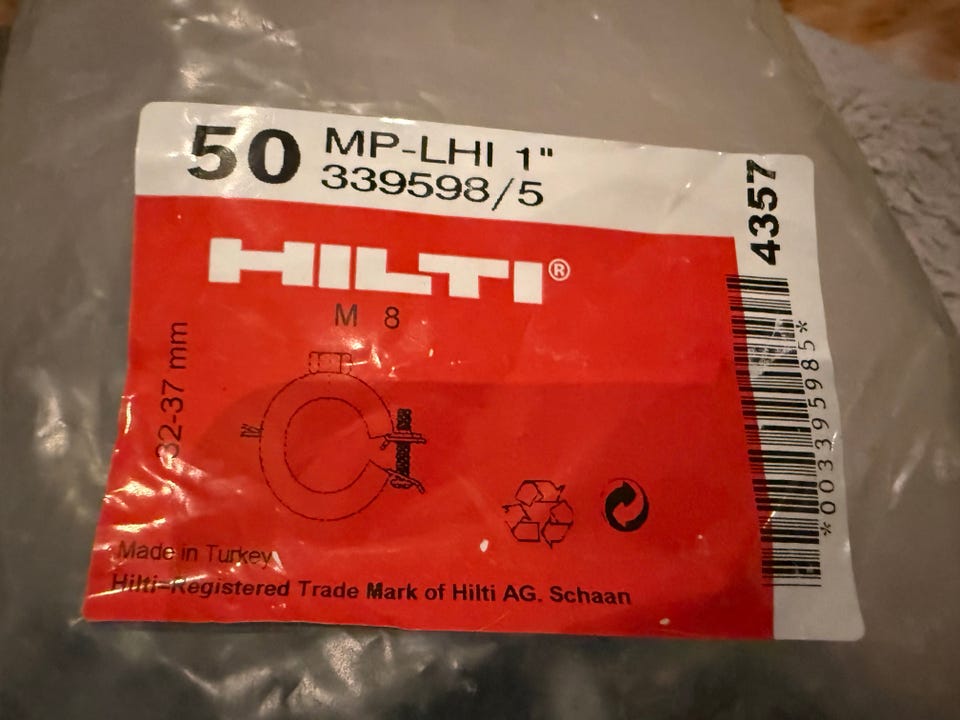 50 MP-LHI 1"
339598/5
4357
HILTI®
M 8
32-37 mm
*003395985*
Made in Turkey
Hilti-Registered Trade Mark of Hilti AG. Schaan